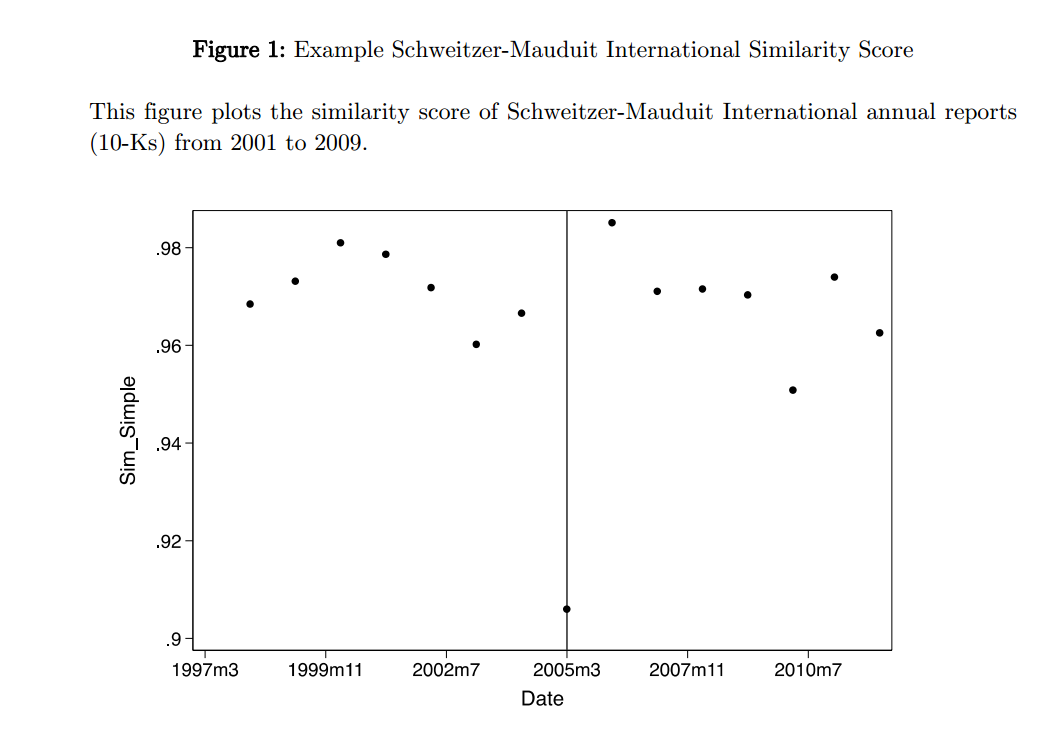 Figure 1: Example Schweitzer-Mauduit International Similarity Score
This figure plots the similarity score of Schweitzer-Mauduit International annual reports
(10-Ks) from 2001 to 2009.
.98
.96
.94
.92
.9
Sim_Simple
1997m3 1999m11 2002m7 2005m3 2007m11 2010m7
Date